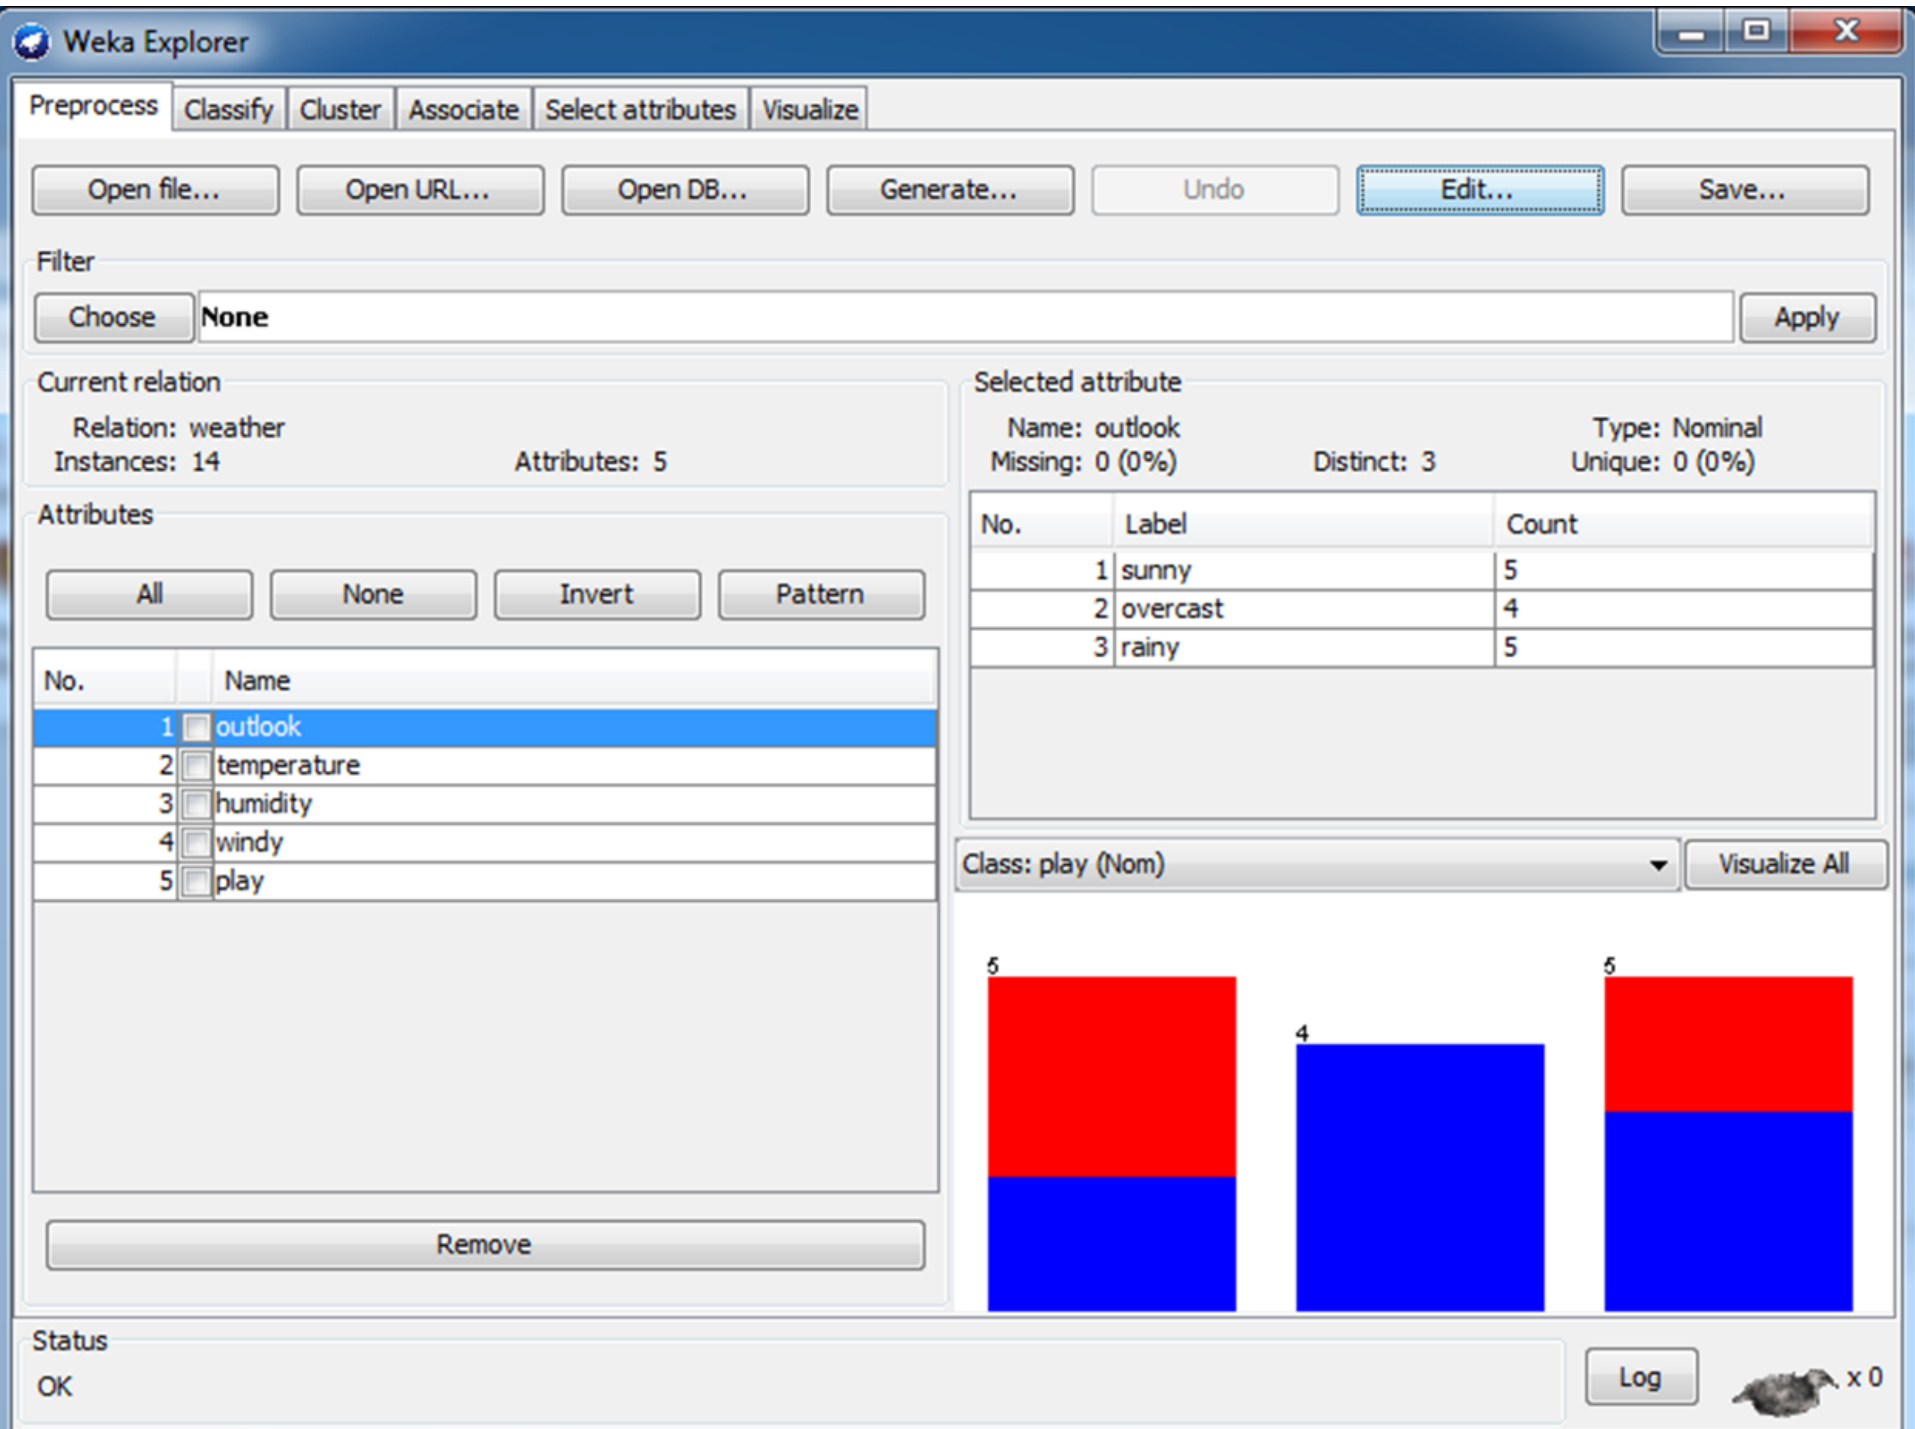 Weka Explorer
Preprocess Classify Cluster Associate Select attributes Visualize
Open file... Open URL... Open DB... Generate... Undo Edit... Save...
Filter
Choose None Apply
Current relation
Relation: weather
Instances: 14 Attributes: 5
Attributes
All None Invert Pattern
No. Name
1 outlook
2 temperature
3 humidity
4 windy
5 play
Remove
Selected attribute
Name: outlook Type: Nominal
Missing: 0 (0%) Distinct: 3 Unique: 0 (0%)
No. Label Count
1 sunny 5
2 overcast 4
3 rainy 5
Class: play (Nom) Visualize All
5 4 5
Status
OK
Log x 0